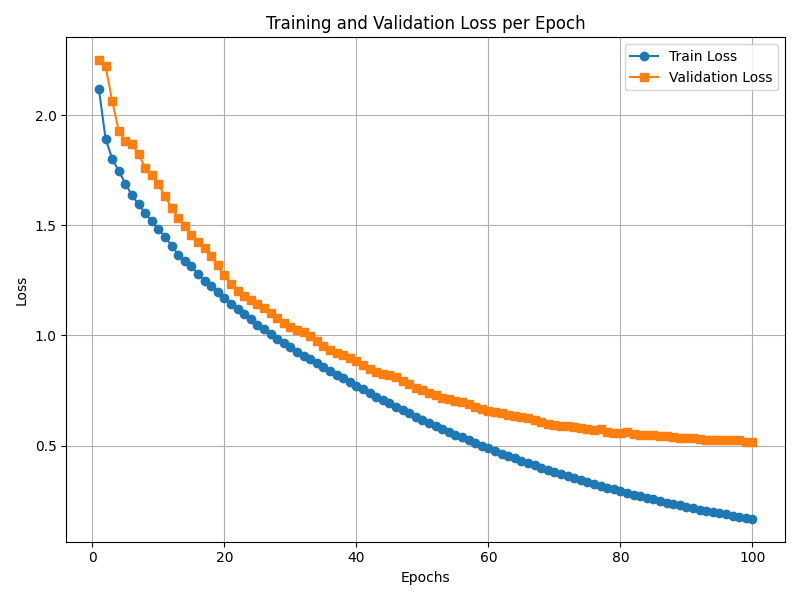 Training and Validation Loss per Epoch
Train Loss
Validation Loss
2.0
1.5
1.0
0.5
Loss
0 20 40 60 80 100
Epochs